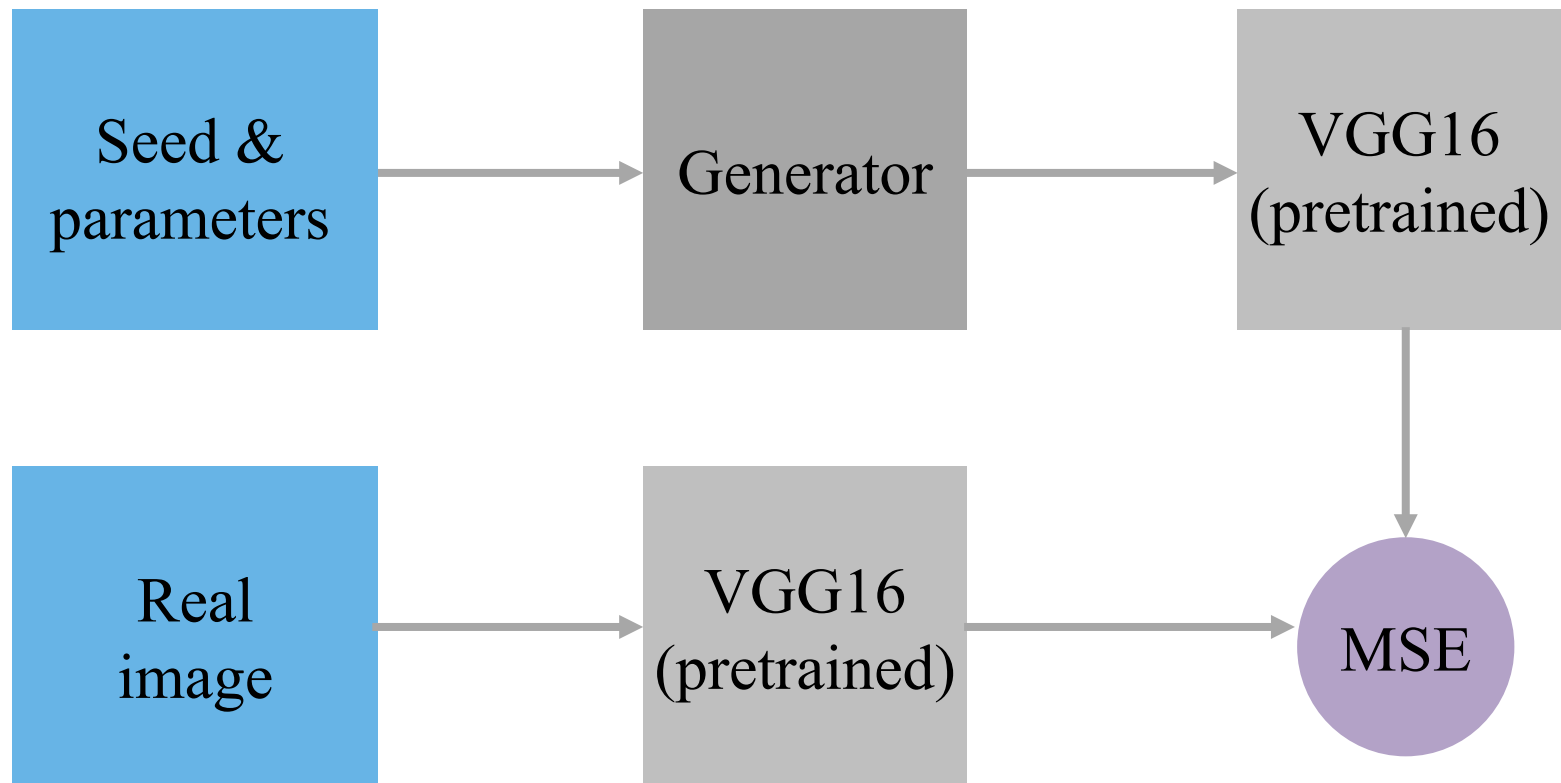 Seed &
parameters
Generator
VGG16
(pretrained)
Real
image
VGG16
(pretrained)
MSE